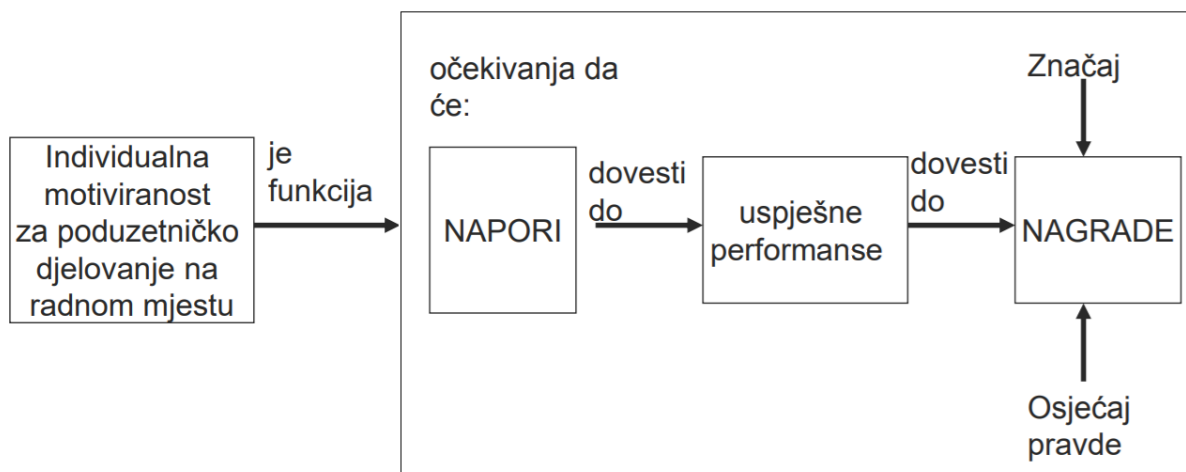 Individualna
motiviranost
za poduzetničko
djelovanje na
radnom mjestu
je
funkcija
očekivanja da
će:
NAPORI
dovesti
do
uspješne
performanse
dovesti
do
Značaj
NAGRADE
Osjećaj
pravde